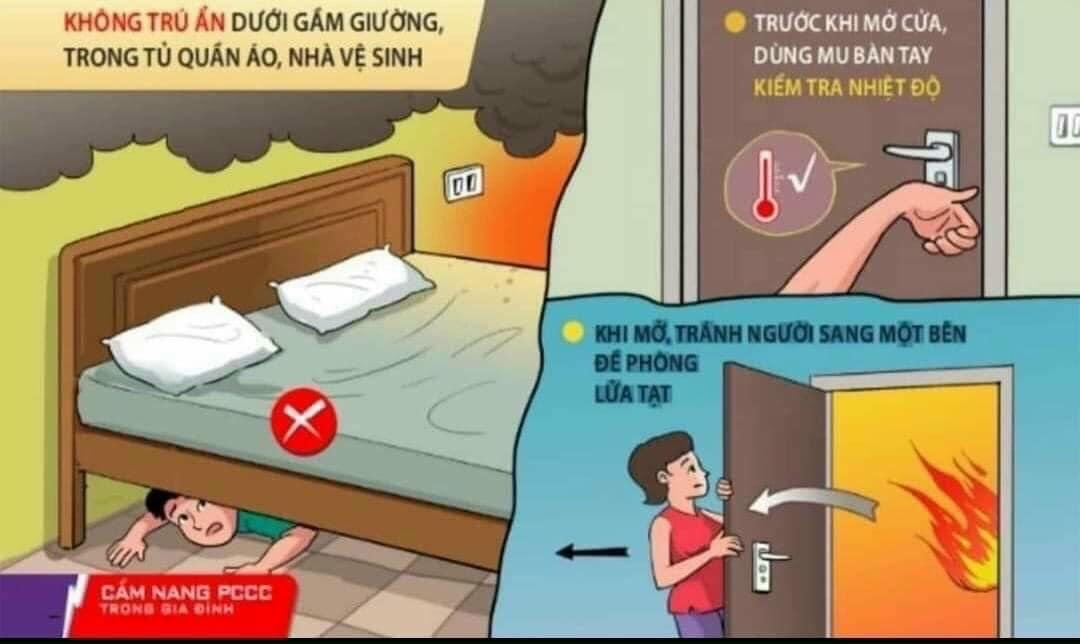 KHÔNG TRÚ ẨN DƯỚI GẦM GIƯỜNG,
TRONG TỦ QUẦN ÁO, NHÀ VỆ SINH
TRƯỚC KHI MỞ CỬA,
DÙNG MU BÀN TAY
KIỂM TRA NHIỆT ĐỘ
KHI MỞ, TRÁNH NGƯỜI SANG MỘT BÊN
ĐỀ PHÒNG
LỬA TẠT
CẨM NANG PCCC
TRONG GIA ĐÌNH